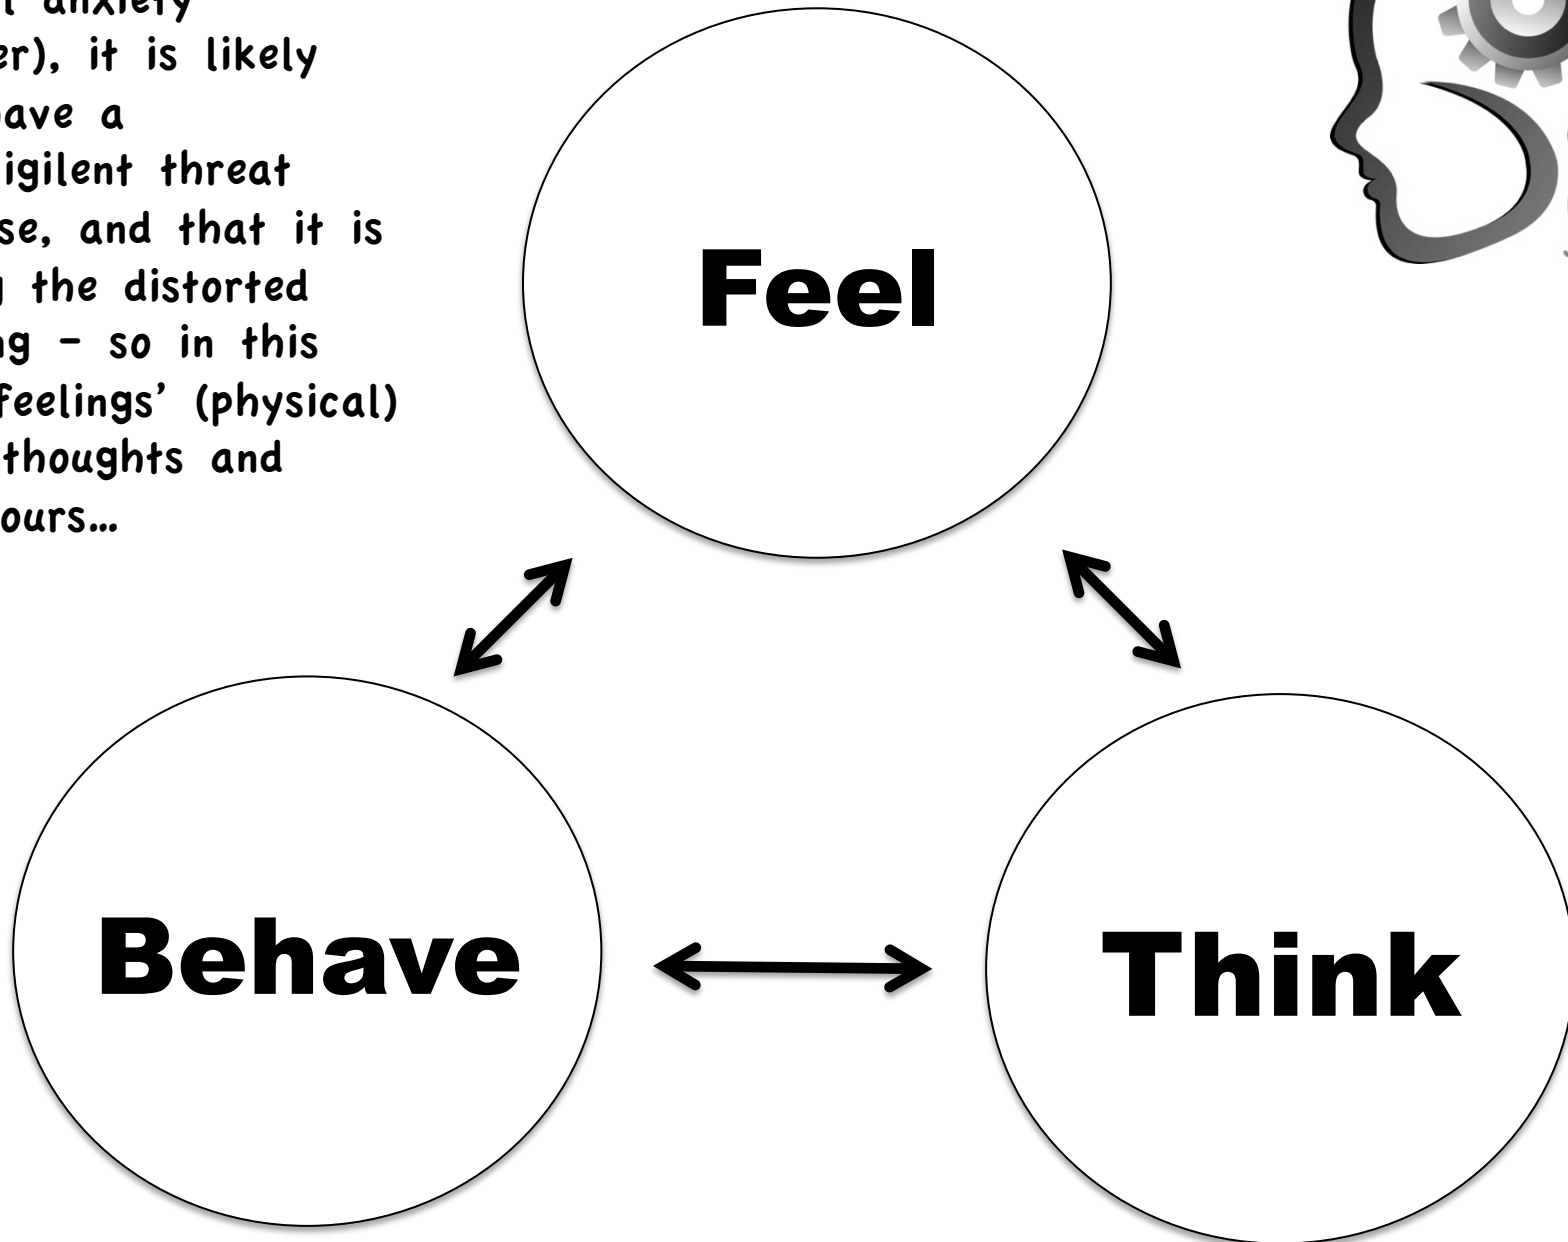 l anxiety
er), it is likely
ave a
igilent threat
se, and that it is
g the distorted
ng – so in this
feelings’ (physical)
thoughts and
ours…
Feel
Behave
Think